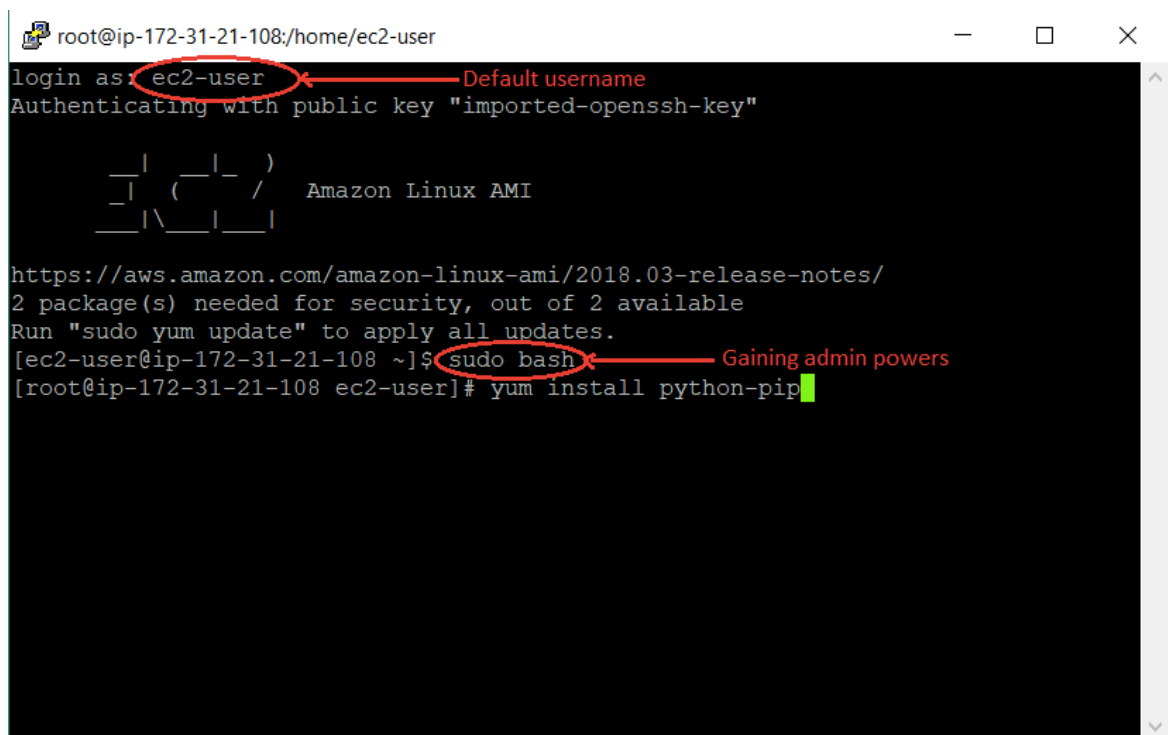 root@ip-172-31-21-108:/home/ec2-user
login as: ec2-user Default username
Authenticating with public key "imported-openssh-key"
__|  __|_  )
_|  (     /   Amazon Linux AMI
___|\___|___|
https://aws.amazon.com/amazon-linux-ami/2018.03-release-notes/
2 package(s) needed for security, out of 2 available
Run "sudo yum update" to apply all updates.
[ec2-user@ip-172-31-21-108 ~]$ sudo bash Gaining admin powers
[root@ip-172-31-21-108 ec2-user]# yum install python-pip